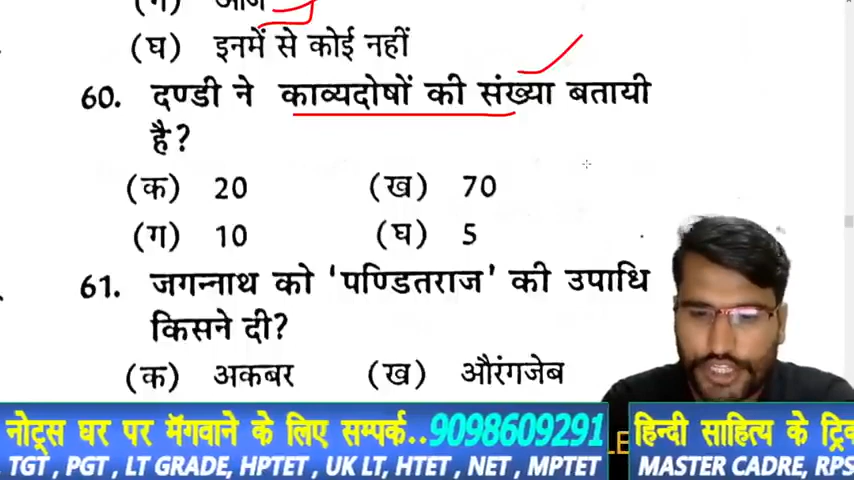 (घ) इनमें से कोई नहीं
60. दण्डी ने काव्यदोषों की संख्या बतायी
है?
(क) 20 (ख) 70
(ग) 10 (घ) 5
61. जगन्नाथ को 'पण्डितराज' की उपाधि
किसने दी?
(क) अकबर (ख) औरंगजेब
नोट्स घर पर मॅगवाने के लिए सम्पर्क..9098609291
TGT , PGT , LT GRADE, HPTET , UK LT, HTET , NET , MPTET
हिन्दी साहित्य के
MASTER CADRE, RPS